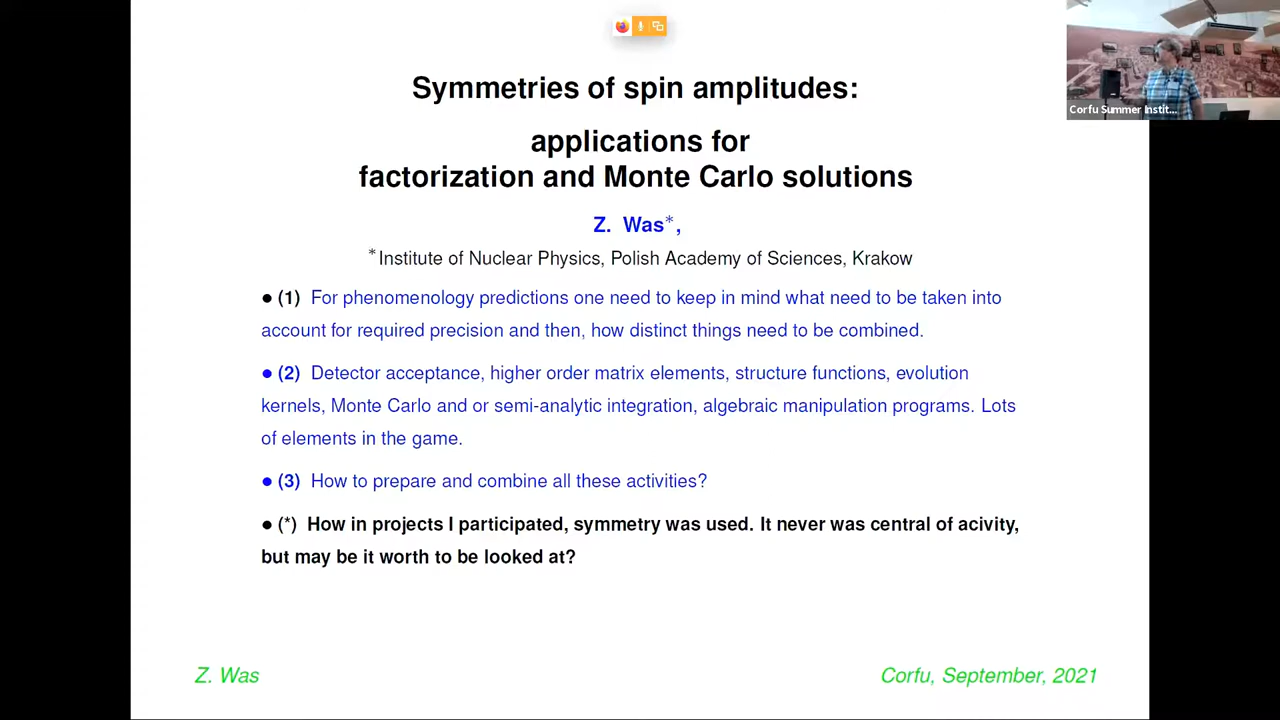 Symmetries of spin amplitudes:
applications for
factorization and Monte Carlo solutions
Z. Was*,
*Institute of Nuclear Physics, Polish Academy of Sciences, Krakow
● (1) For phenomenology predictions one need to keep in mind what need to be taken into
account for required precision and then, how distinct things need to be combined.
● (2) Detector acceptance, higher order matrix elements, structure functions, evolution
kernels, Monte Carlo and or semi-analytic integration, algebraic manipulation programs. Lots
of elements in the game.
● (3) How to prepare and combine all these activities?
● (*) How in projects I participated, symmetry was used. It never was central of acivity,
but may be it worth to be looked at?
Z. Was
Corfu, September, 2021
Corfu Summer Instit...